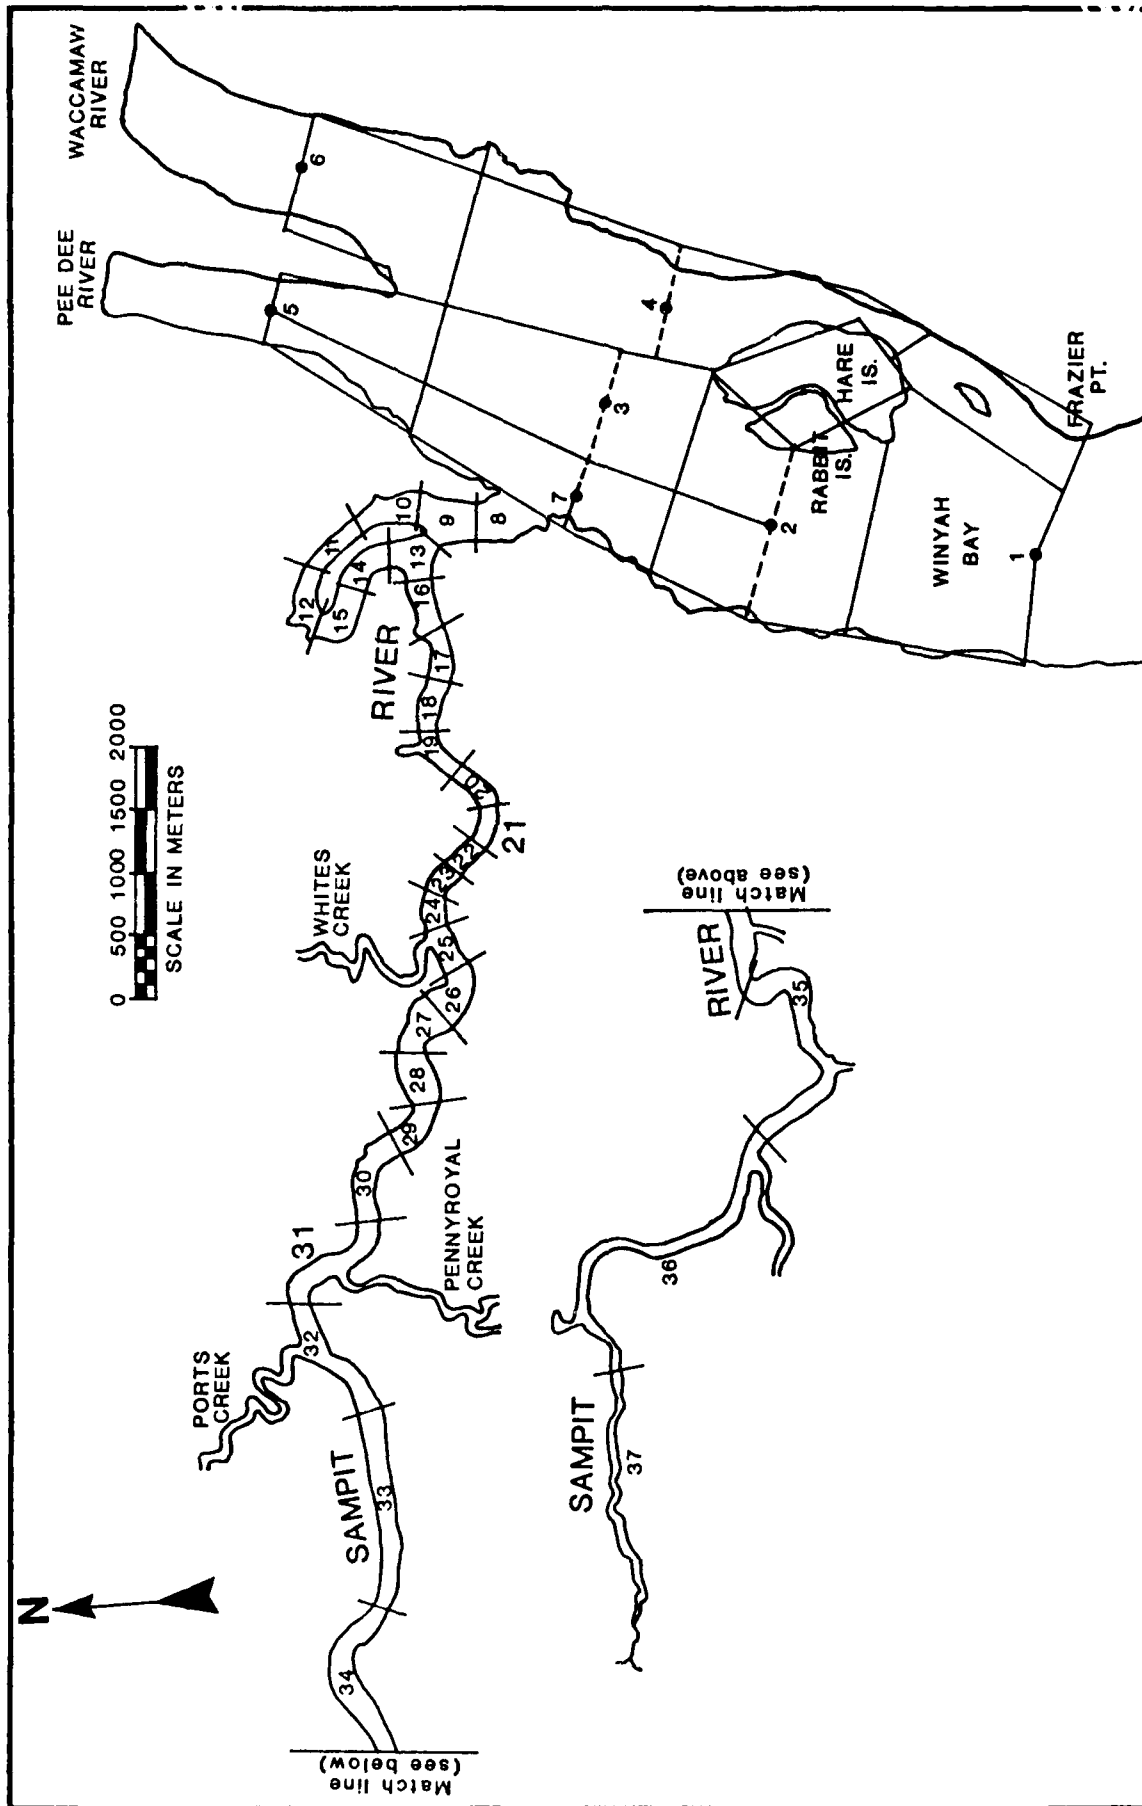 N
0 500 1000 1500 2000
SCALE IN METERS
PEE DEE
RIVER
WACCAMAW
RIVER
5
6
PORTS
CREEK
WHITES
CREEK
PENNYROYAL
CREEK
SAMPIT
RIVER
Match line
(see below)
34
33
32
31
30
29
28
27
26
25
24
23
22
21
20
19
18
17
16
15
14
13
12
11
10
9
8
7
3
4
2
RABBIT
IS.
HARE
IS.
WINYAH
BAY
1
FRAZIER
PT.
SAMPIT
RIVER
Match line
(see above)
35
36
37